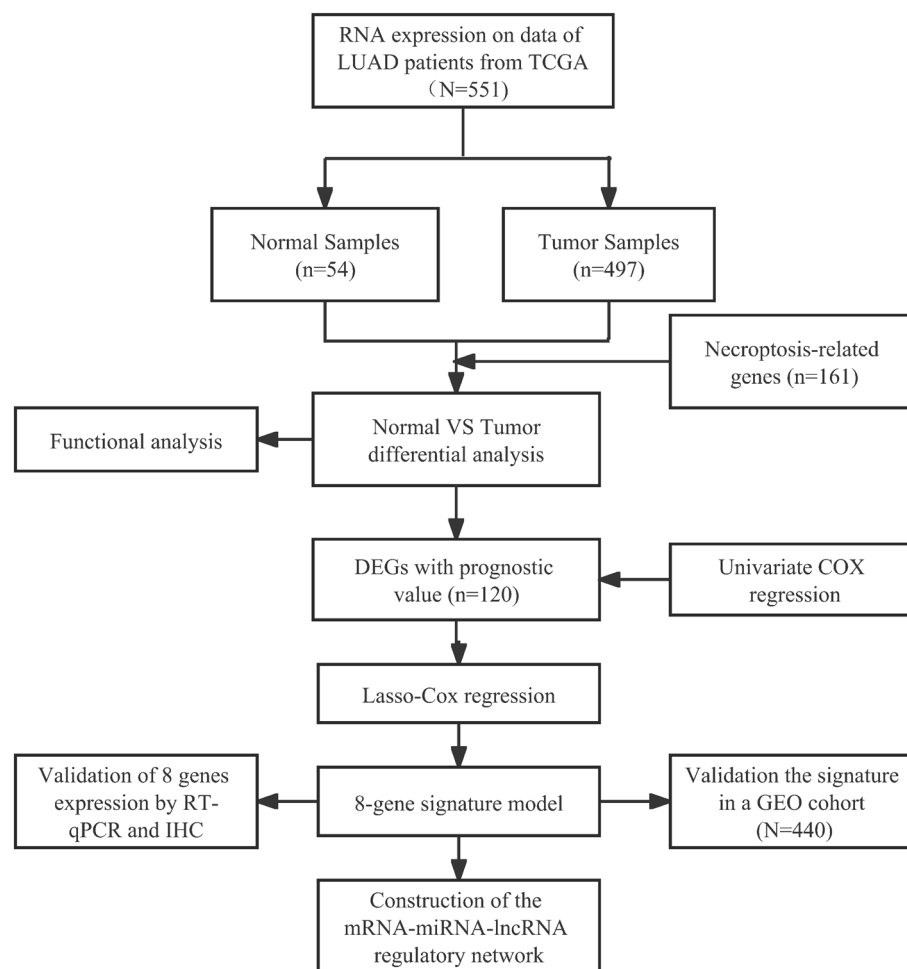 RNA expression on data of
LUAD patients from TCGA
（N=551)
Normal Samples
(n=54)
Tumor Samples
(n=497)
Necroptosis-related
genes (n=161)
Normal VS Tumor
differential analysis
Functional analysis
DEGs with prognostic
value (n=120)
Univariate COX
regression
Lasso-Cox regression
Validation of 8 genes
expression by RT-
qPCR and IHC
8-gene signature model
Validation the signature
in a GEO cohort
(N=440)
Construction of the
mRNA-miRNA-lncRNA
regulatory network